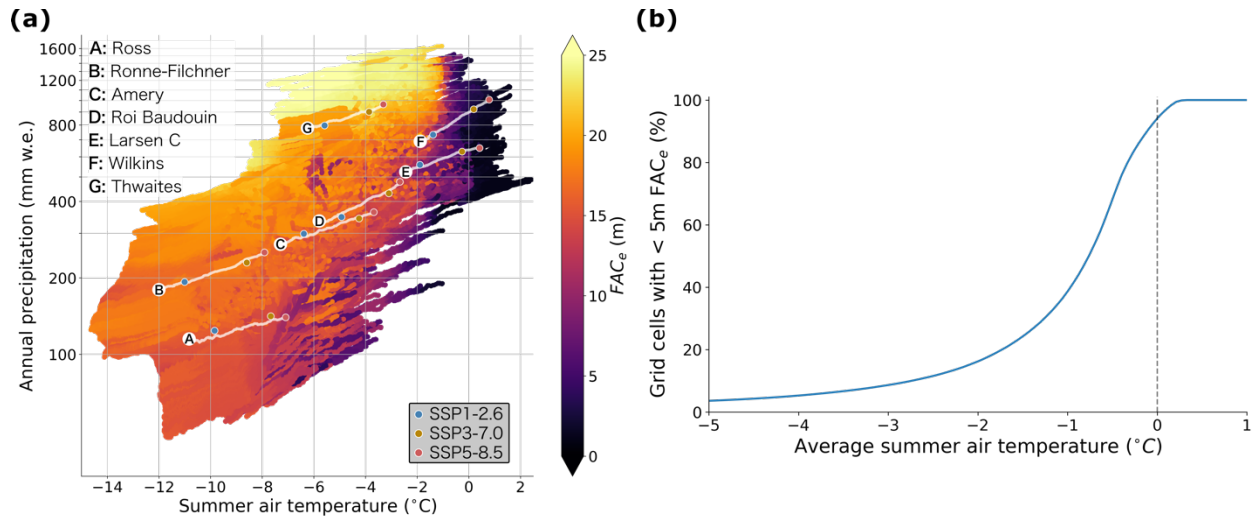 (a)
A: Ross
B: Ronne-Filchner
C: Amery
D: Roi Baudouin
E: Larsen C
F: Wilkins
G: Thwaites
1600
1200
800
400
200
100
Annual precipitation (mm w.e.)
G
F
E
D
C
B
A
SSP1-2.6
SSP3-7.0
SSP5-8.5
−14
−12
−10
−8
−6
−4
−2
0
2
Summer air temperature (°C)
25
20
15
10
5
0
FACe (m)
(b)
100
80
60
40
20
0
Grid cells with < 5m FACe (%)
−5
−4
−3
−2
−1
0
1
Average summer air temperature (°C)